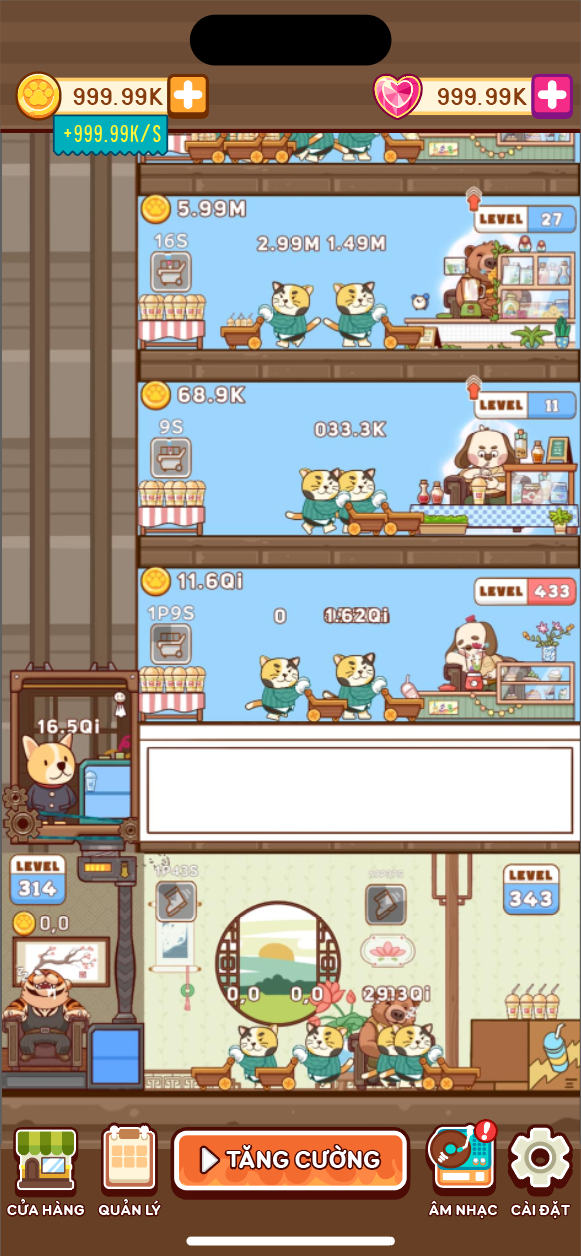 999.99K
999.99K
+999.99K/S
5.99M
LEVEL 27
16S
2.99M 1.49M
68.9K
LEVEL 11
9S
033.3K
11.6Qi
LEVEL 433
1P9S
0
1.62Qi
16.5Qi
LEVEL
314
0,0
1P43S
LEVEL
343
0,0
0,0
TĂNG CƯỜNG
CỬA HÀNG
QUẢN LÝ
ÂM NHẠC
CÀI ĐẶT